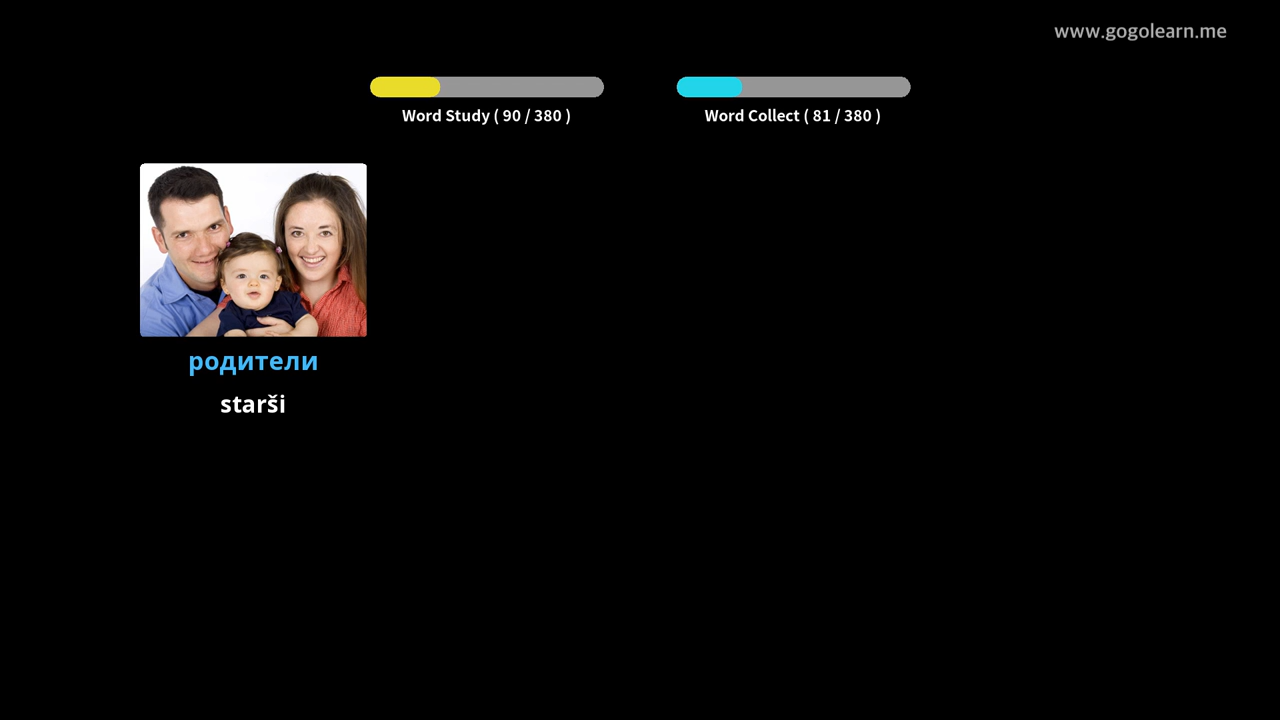 www.gogolearn.me
Word Study ( 90 / 380 )
Word Collect ( 81 / 380 )
родители
starši